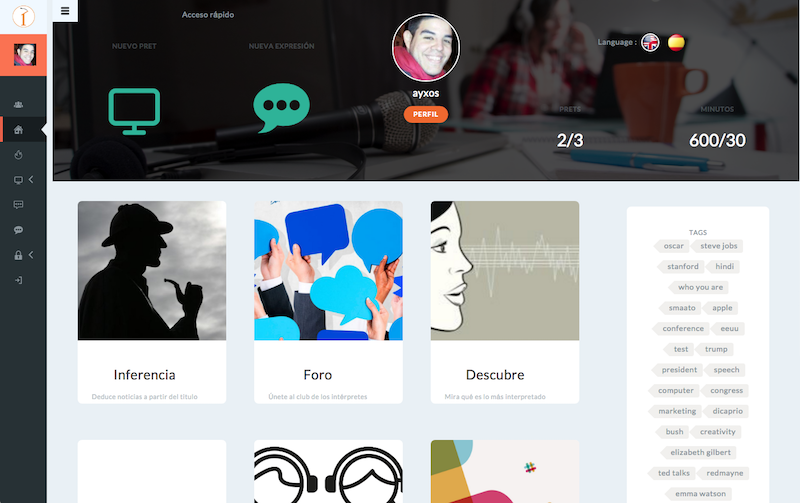 Acceso rápido
NUEVO PRET
NUEVA EXPRESIÓN
ayxos
PERFIL
Language :
PRETS
2/3
MINUTOS
600/30
Inferencia
Deduce noticias a partir del titulo
Foro
Únete al club de los intérpretes
Descubre
Mira qué es lo más interpretado
TAGS
oscar steve jobs
stanford hindi
who you are
smaato apple
conference eeuu
test trump
president speech
computer congress
marketing dicaprio
bush creativity
elizabeth gilbert
ted talks redmayne
emma watson